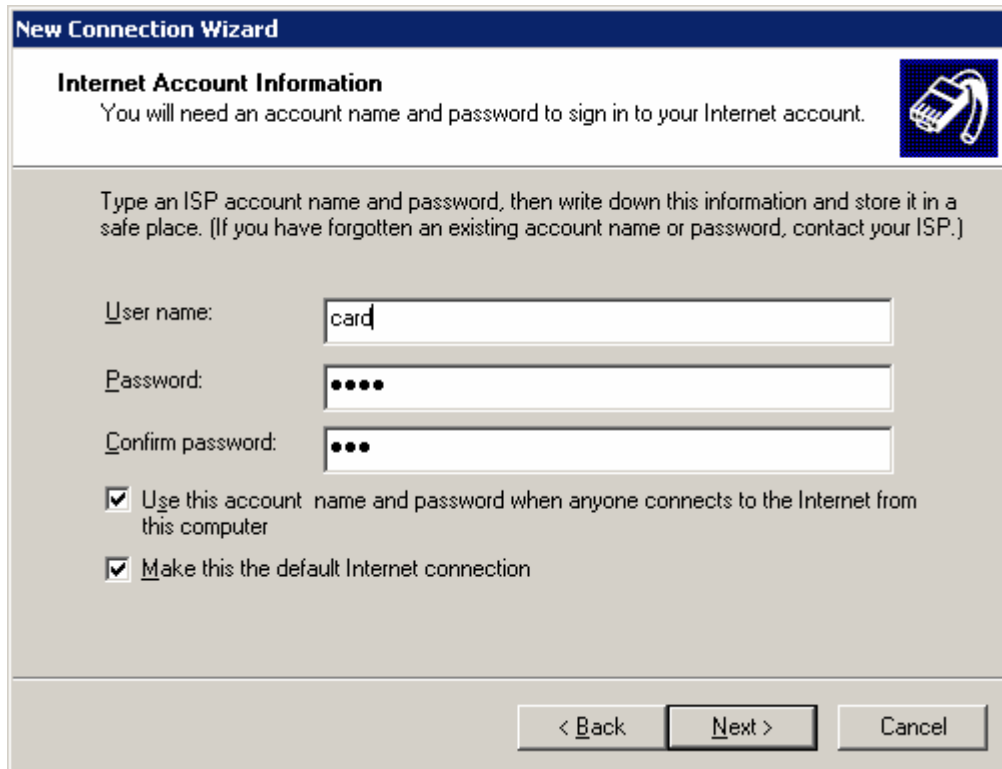 New Connection Wizard
Internet Account Information
You will need an account name and password to sign in to your Internet account.
Type an ISP account name and password, then write down this information and store it in a
safe place. (If you have forgotten an existing account name or password, contact your ISP.)
User name: card
Password: ••••
Confirm password: •••
Use this account  name and password when anyone connects to the Internet from
this computer
Make this the default Internet connection
< Back Next > Cancel